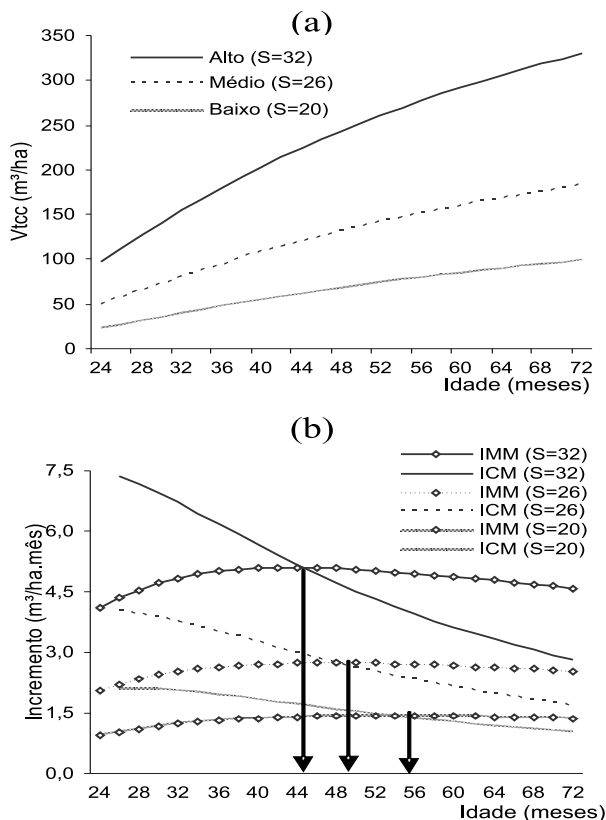 (a)
350
300
250
200
150
100
50
0
Vtcc (m³/ha)
Alto (S=32)
Médio (S=26)
Baixo (S=20)
24 28 32 36 40 44 48 52 56 60 64 68 72
Idade (meses)
(b)
IMM (S=32)
ICM (S=32)
IMM (S=26)
ICM (S=26)
IMM (S=20)
ICM (S=20)
7,5
6,0
4,5
3,0
1,5
0,0
Incremento (m³/ha.mês)
24 28 32 36 40 44 48 52 56 60 64 68 72
Idade (meses)